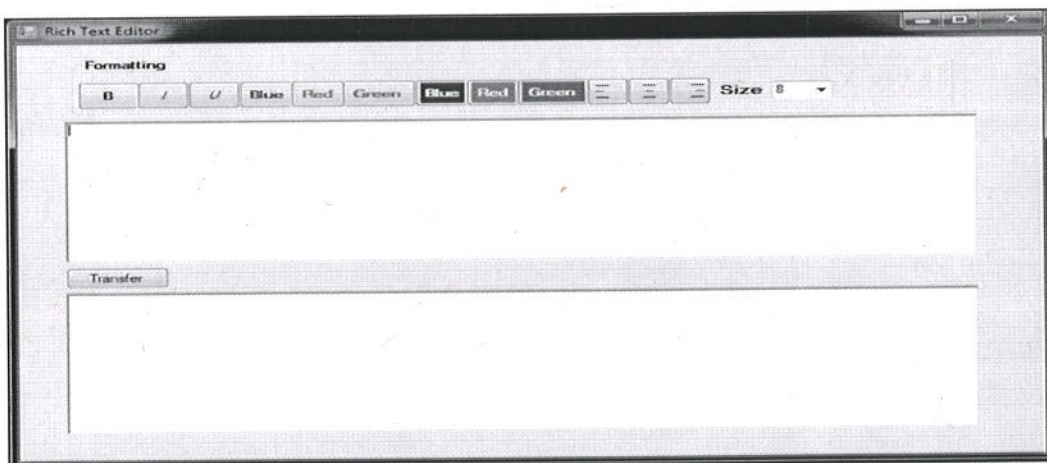 Rich Text Editor
Formatting
B I U Blue Red Green Blue Red Green Size 8
Transfer